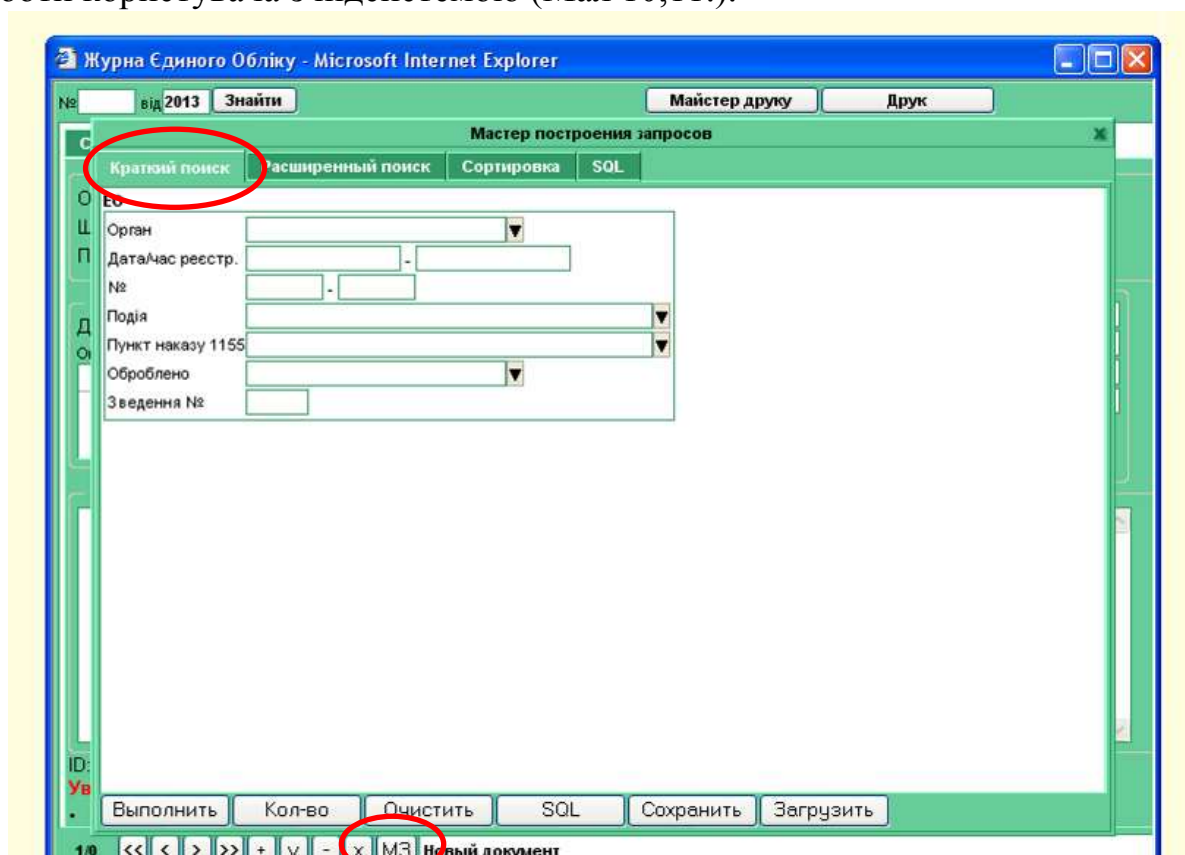 Журна Єдиного Обліку - Microsoft Internet Explorer
№ від 2013 Знайти Майстер друку Друк
Мастер построения запросов x
Краткий поиск Расширенный поиск Сортировка SQL
ЕО
Орган
Дата/час реєстр. -
№ -
Подія
Пункт наказу 1155
Оброблено
Зведення №
ID:
Ув
Выполнить Кол-во Очистить SQL Сохранить Загрузить
1/0 << < > >> + v - x МЗ Новый документ